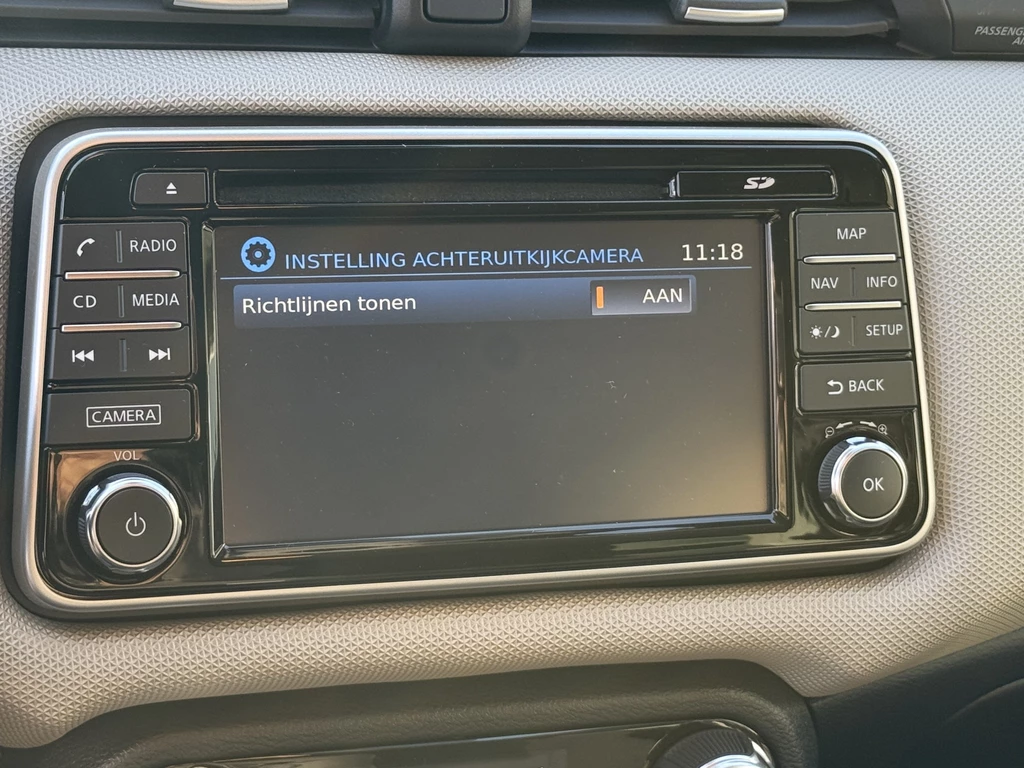 PASSENG
RADIO
CD MEDIA
CAMERA
VOL
SD
INSTELLING ACHTERUITKIJKCAMERA 11:18
Richtlijnen tonen AAN
MAP
NAV INFO
SETUP
BACK
OK